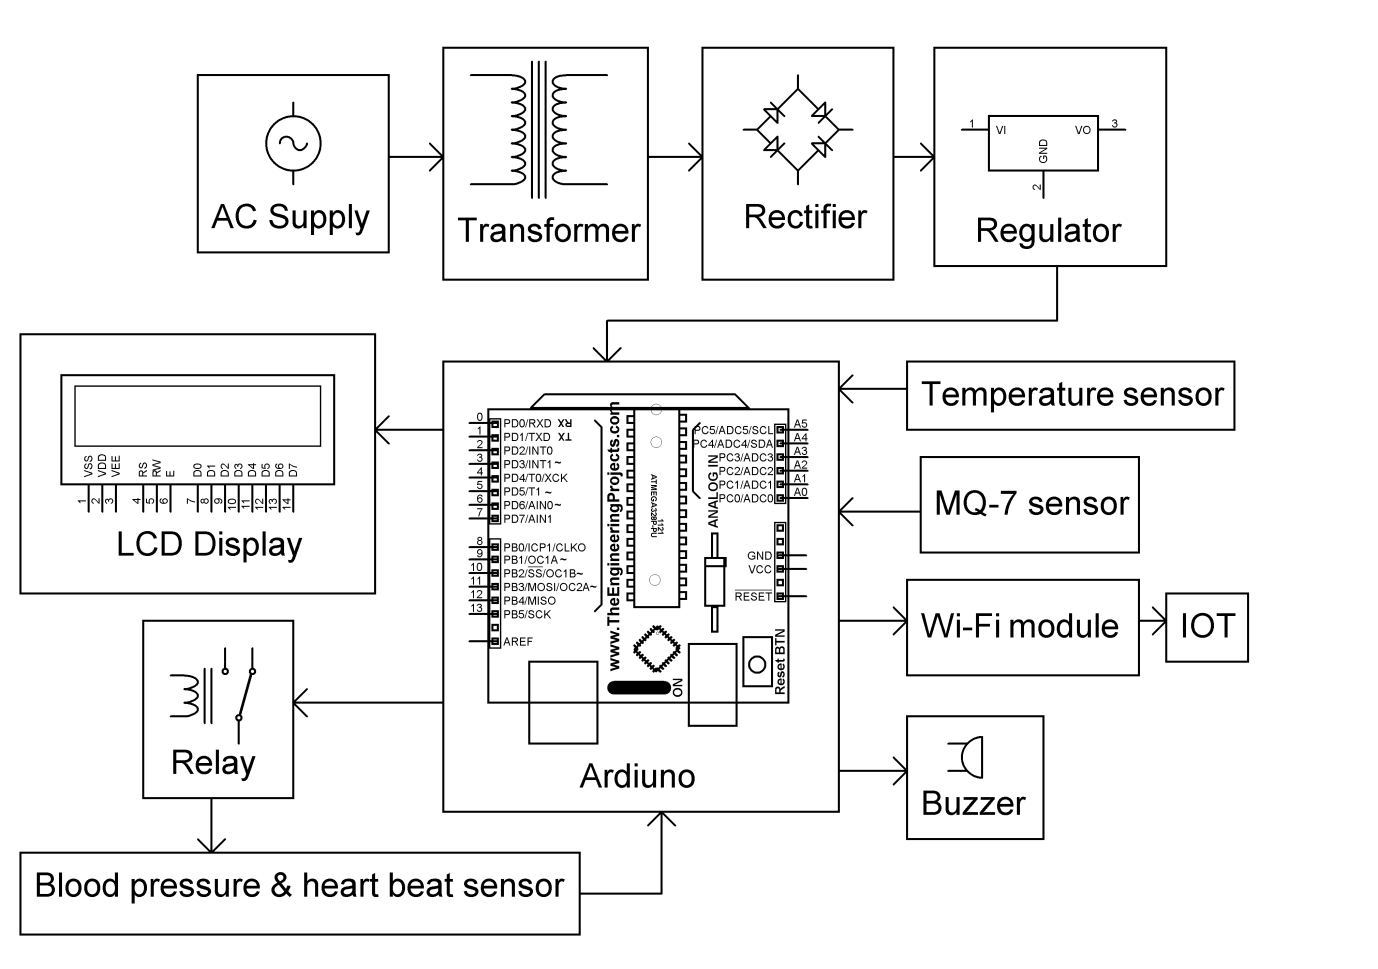 AC Supply
Transformer
Rectifier
1
VI
VO
3
GND
2
Regulator
VSS
VDD
VEE
RS
RW
E
D0
D1
D2
D3
D4
D5
D6
D7
1
2
3
4
5
6
7
8
9
10
11
12
13
14
LCD Display
0
PD0/RXD RX
1
PD1/TXD TX
2
PD2/INT0
3
PD3/INT1~
4
PD4/T0/XCK
5
PD5/T1 ~
6
PD6/AIN0~
7
PD7/AIN1
8
PB0/ICP1/CLKO
9
PB1/OC1A~
10
PB2/SS/OC1B~
11
PB3/MOSI/OC2A~
12
PB4/MISO
13
PB5/SCK
AREF
www.TheEngineeringProjects.com
ATMEGA328P-PU
1121
ANALOG IN
PC5/ADC5/SCL
A5
PC4/ADC4/SDA
A4
PC3/ADC3
A3
PC2/ADC2
A2
PC1/ADC1
A1
PC0/ADC0
A0
GND
VCC
RESET
ON
Reset BTN
Ardiuno
Temperature sensor
MQ-7 sensor
Wi-Fi module
IOT
Buzzer
Relay
Blood pressure & heart beat sensor